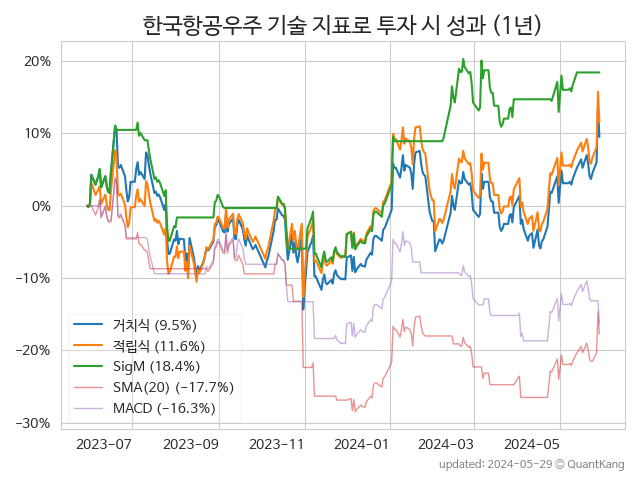 한국항공우주 기술 지표로 투자 시 성과 (1년)
20%
10%
0%
−10%
−20%
−30%
거치식 (9.5%)
적립식 (11.6%)
SigM (18.4%)
SMA(20) (−17.7%)
MACD (−16.3%)
2023−07 2023−09 2023−11 2024−01 2024−03 2024−05
updated: 2024−05−29 © QuantKang